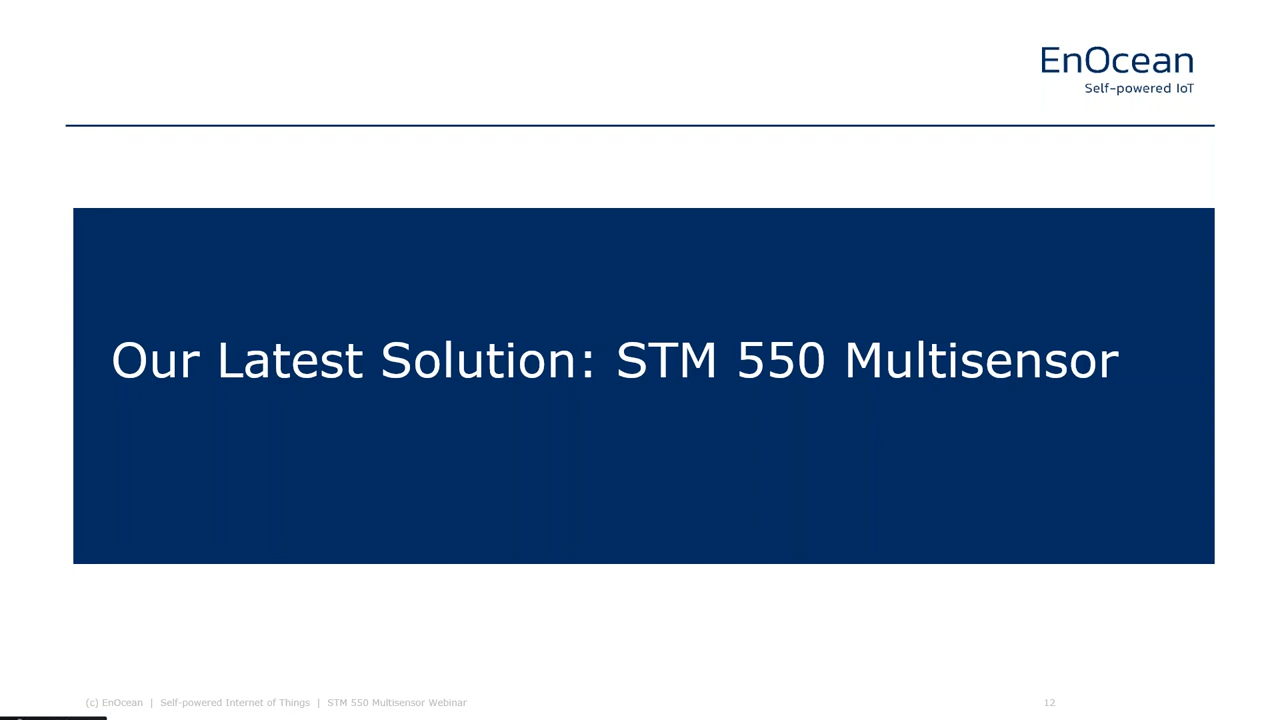 EnOcean
Self-powered IoT
Our Latest Solution: STM 550 Multisensor
(c) EnOcean | Self-powered Internet of Things | STM 550 Multisensor Webinar 12